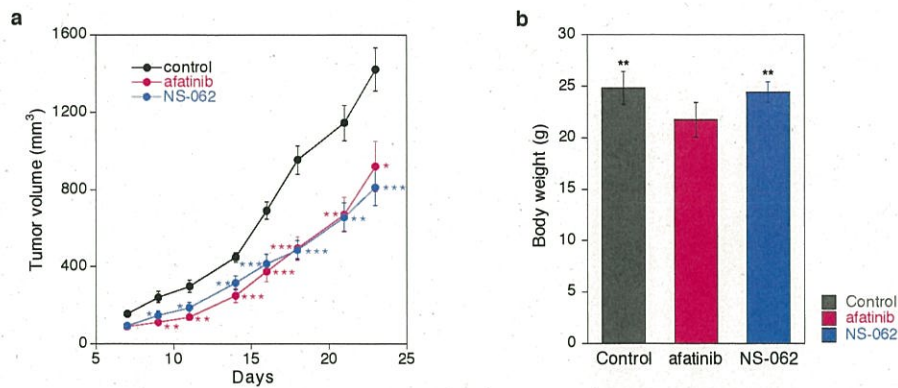 a
1600
1200
800
400
0
Tumor volume (mm³)
control
afatinib
NS-062
*
***
***
**
***
***
***
***
**
***
*
**
*
**
5
10
15
20
25
Days
b
30
25
20
15
10
5
0
Body weight (g)
**
**
Control
afatinib
NS-062
Control
afatinib
NS-062